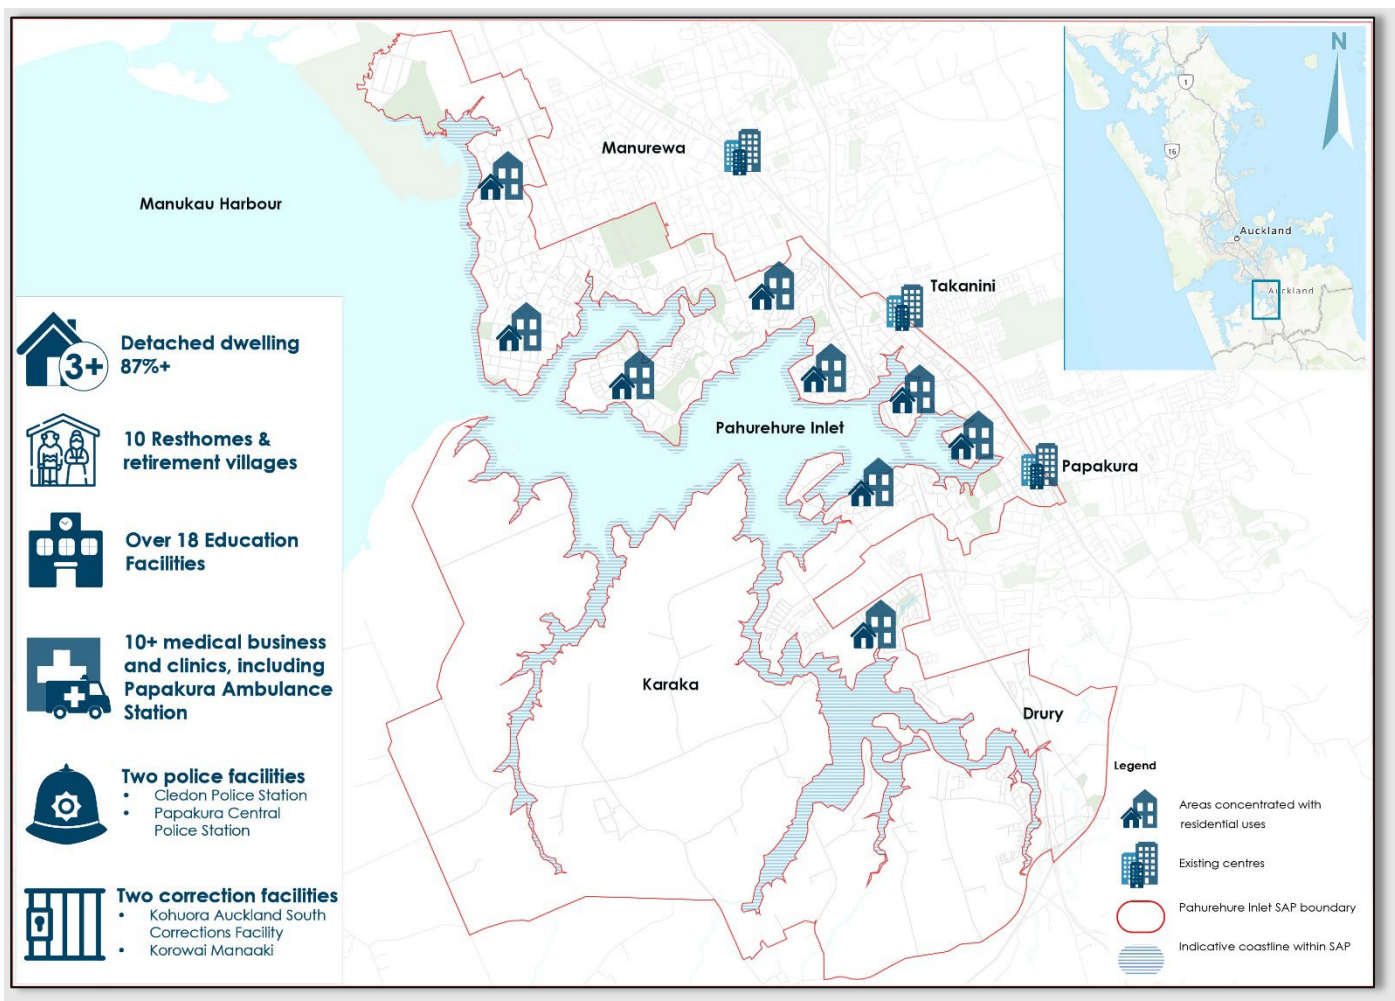 Manukau Harbour
Manurewa
Takanini
Pahurehure Inlet
Papakura
Karaka
Drury
N
1
16
Auckland
Auckland
3+
Detached dwelling
87%+
10 Resthomes &
retirement villages
Over 18 Education
Facilities
10+ medical business
and clinics, including
Papakura Ambulance
Station
Two police facilities
• Cledon Police Station
• Papakura Central
Police Station
Two correction facilities
• Kohuora Auckland South
Corrections Facility
• Korowai Manaaki
Legend
Areas concentrated with
residential uses
Existing centres
Pahurehure Inlet SAP boundary
Indicative coastline within SAP